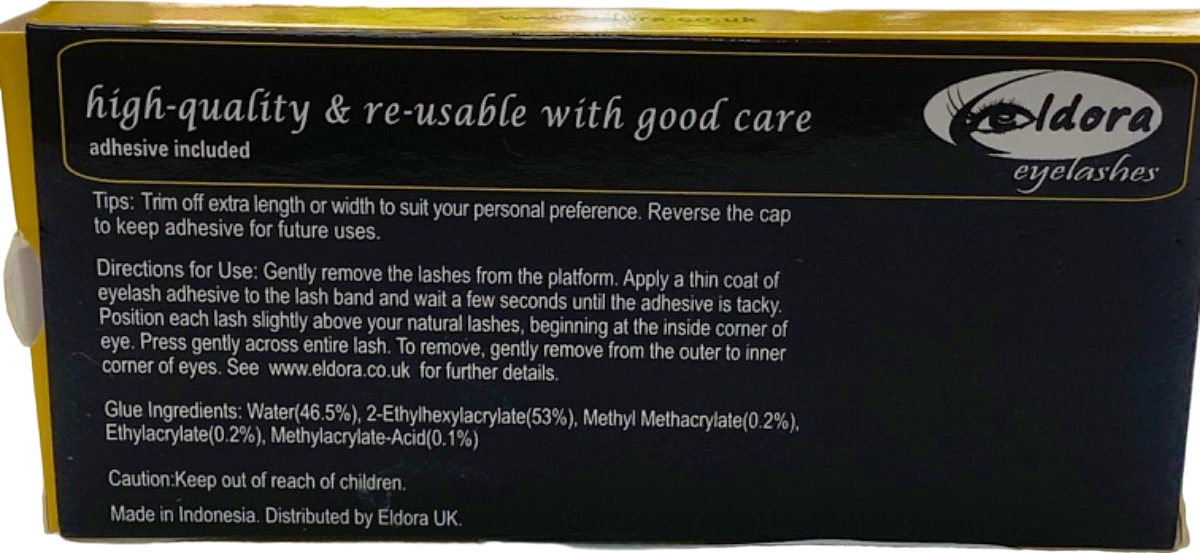 high-quality & re-usable with good care
adhesive included
eldora
eyelashes
Tips: Trim off extra length or width to suit your personal preference. Reverse the cap
to keep adhesive for future uses.
Directions for Use: Gently remove the lashes from the platform. Apply a thin coat of
eyelash adhesive to the lash band and wait a few seconds until the adhesive is tacky.
Position each lash slightly above your natural lashes, beginning at the inside corner of
eye. Press gently across entire lash. To remove, gently remove from the outer to inner
corner of eyes. See www.eldora.co.uk for further details.
Glue Ingredients: Water(46.5%), 2-Ethylhexylacrylate(53%), Methyl Methacrylate(0.2%),
Ethylacrylate(0.2%), Methylacrylate-Acid(0.1%)
Caution:Keep out of reach of children.
Made in Indonesia. Distributed by Eldora UK.